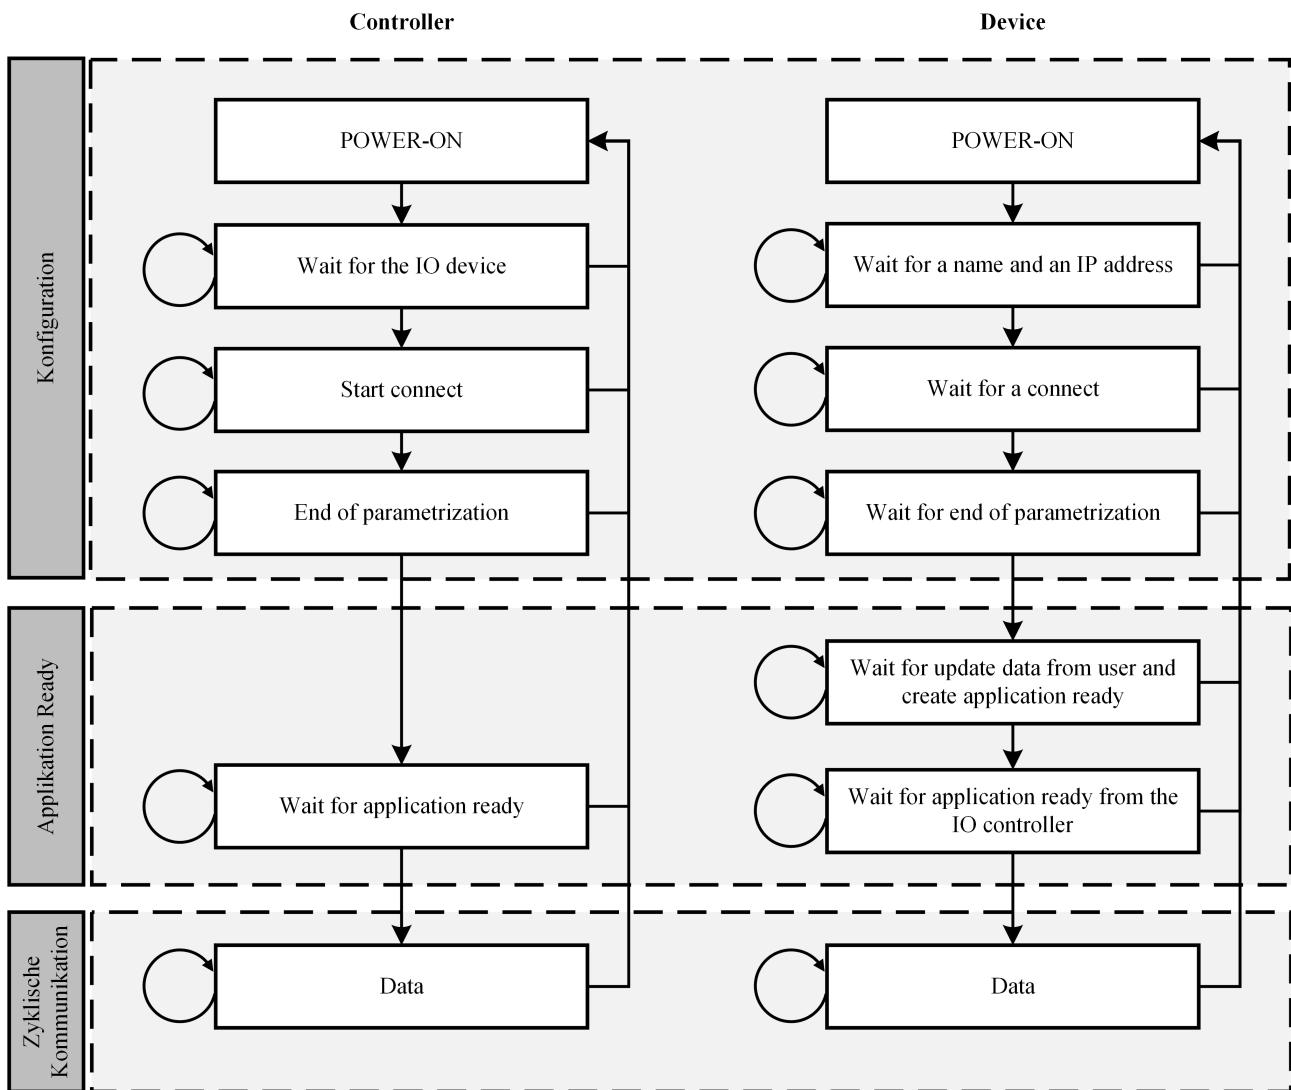 Controller
Device
Konfiguration
POWER-ON
POWER-ON
Wait for the IO device
Wait for a name and an IP address
Start connect
Wait for a connect
End of parametrization
Wait for end of parametrization
Applikation Ready
Wait for update data from user and
create application ready
Wait for application ready
Wait for application ready from the
IO controller
Zyklische
Kommunikation
Data
Data